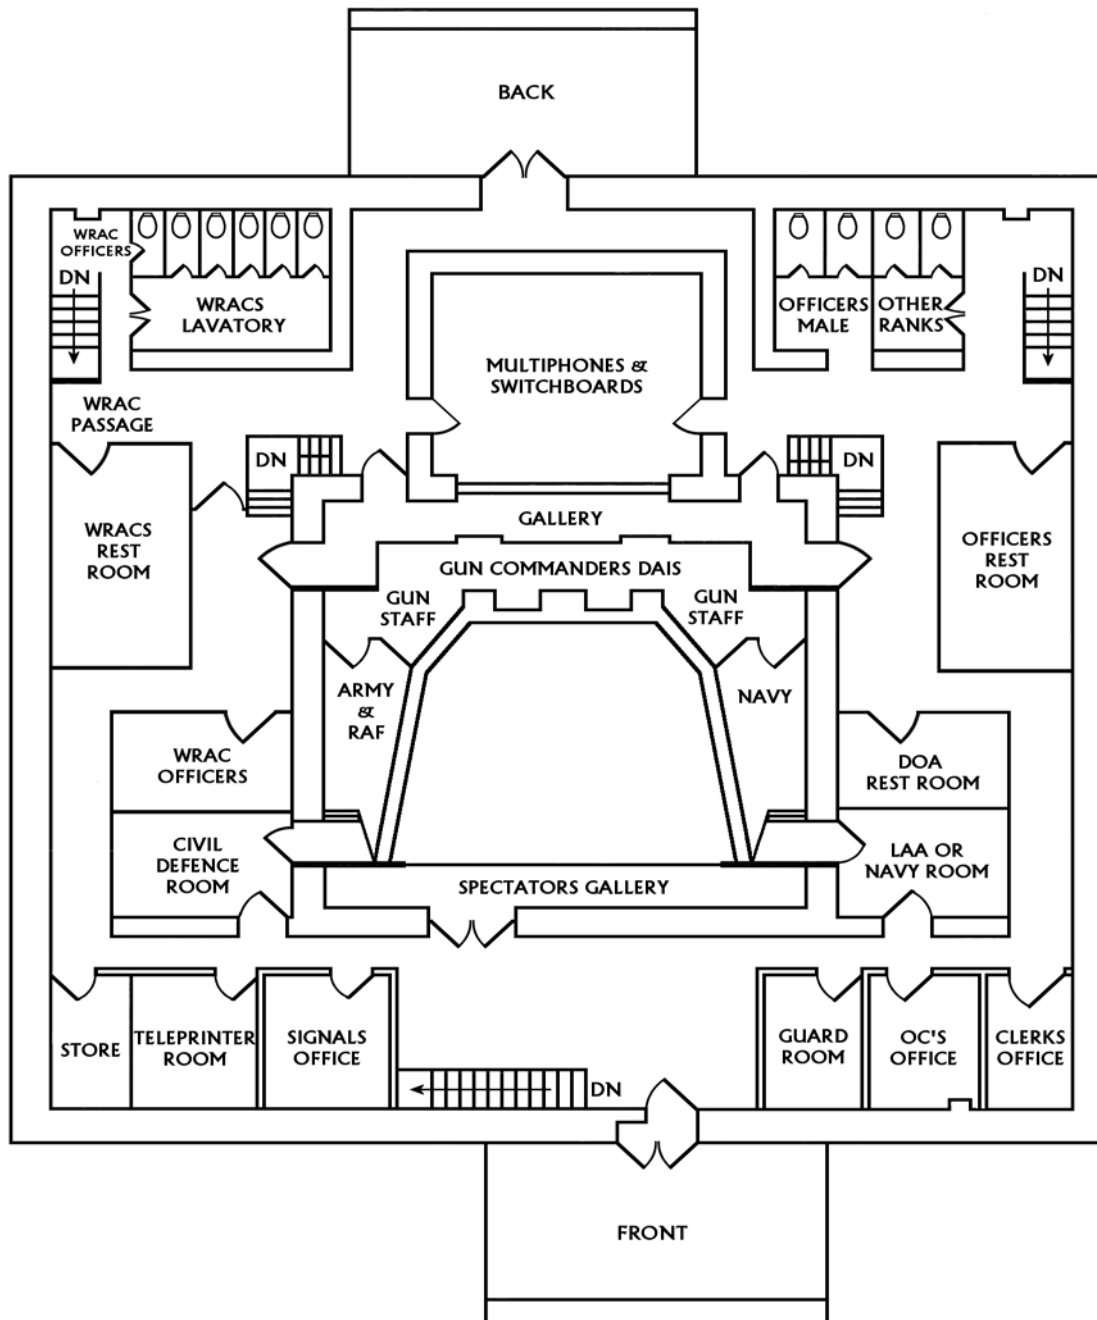 BACK
WRAC
OFFICERS
DN
WRACS
LAVATORY
OFFICERS
MALE
OTHER
RANKS
DN
MULTIPHONES &
SWITCHBOARDS
WRAC
PASSAGE
DN
DN
WRACS
REST
ROOM
GALLERY
OFFICERS
REST
ROOM
GUN COMMANDERS DAIS
GUN
STAFF
GUN
STAFF
ARMY
&
RAF
NAVY
WRAC
OFFICERS
DOA
REST ROOM
CIVIL
DEFENCE
ROOM
LAA OR
NAVY ROOM
SPECTATORS GALLERY
STORE
TELEPRINTER
ROOM
SIGNALS
OFFICE
DN
GUARD
ROOM
OC'S
OFFICE
CLERKS
OFFICE
FRONT